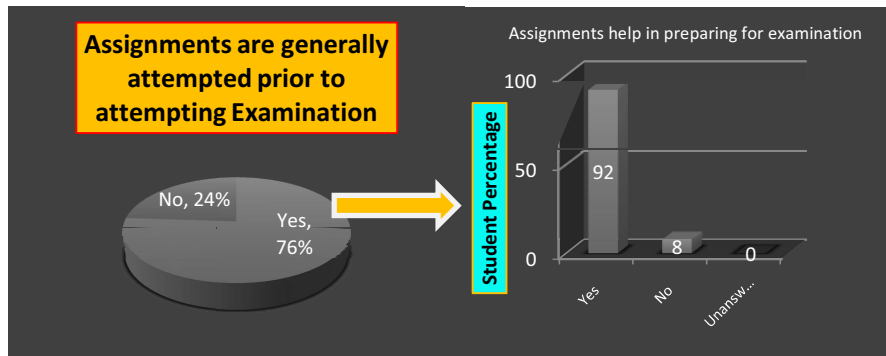 Assignments are generally
attempted prior to
attempting Examination
No, 24%
Yes,
76%
Assignments help in preparing for examination
Student Percentage
100
50
0
92
8
0
Yes
No
Unansw...